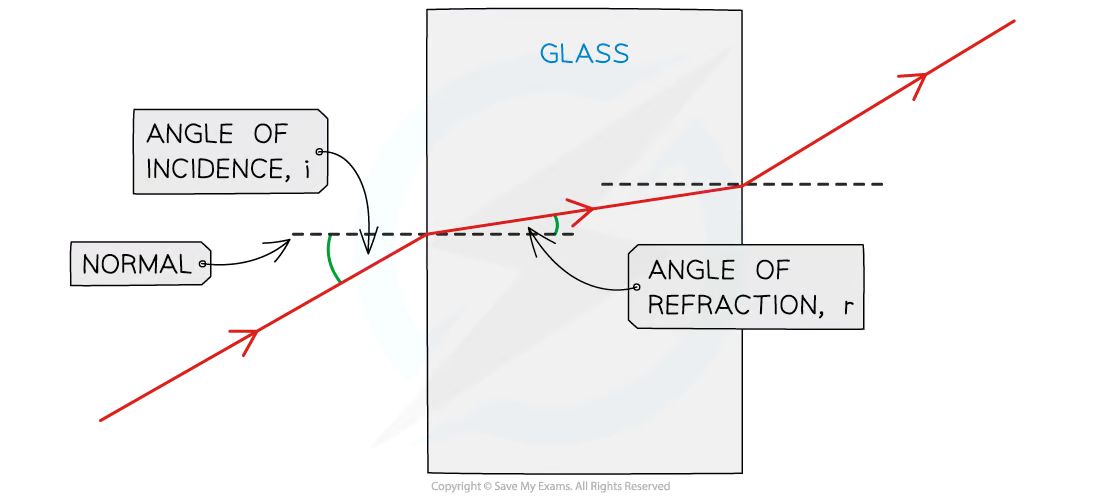 GLASS
ANGLE OF
INCIDENCE, i
NORMAL
ANGLE OF
REFRACTION, r
Copyright © Save My Exams. All Rights Reserved